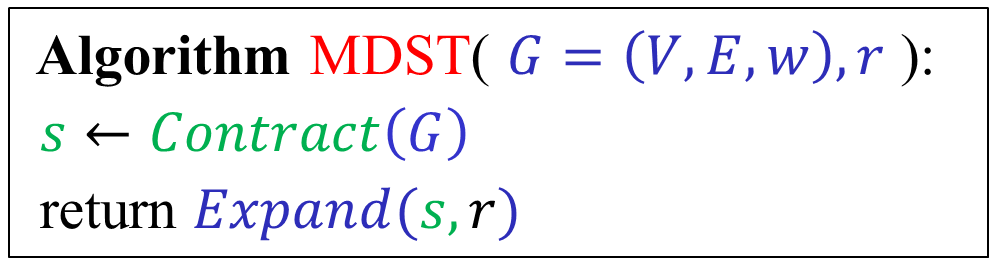 Algorithm MDST( G = (V, E, w), r ):
s ← Contract(G)
return Expand(s, r)